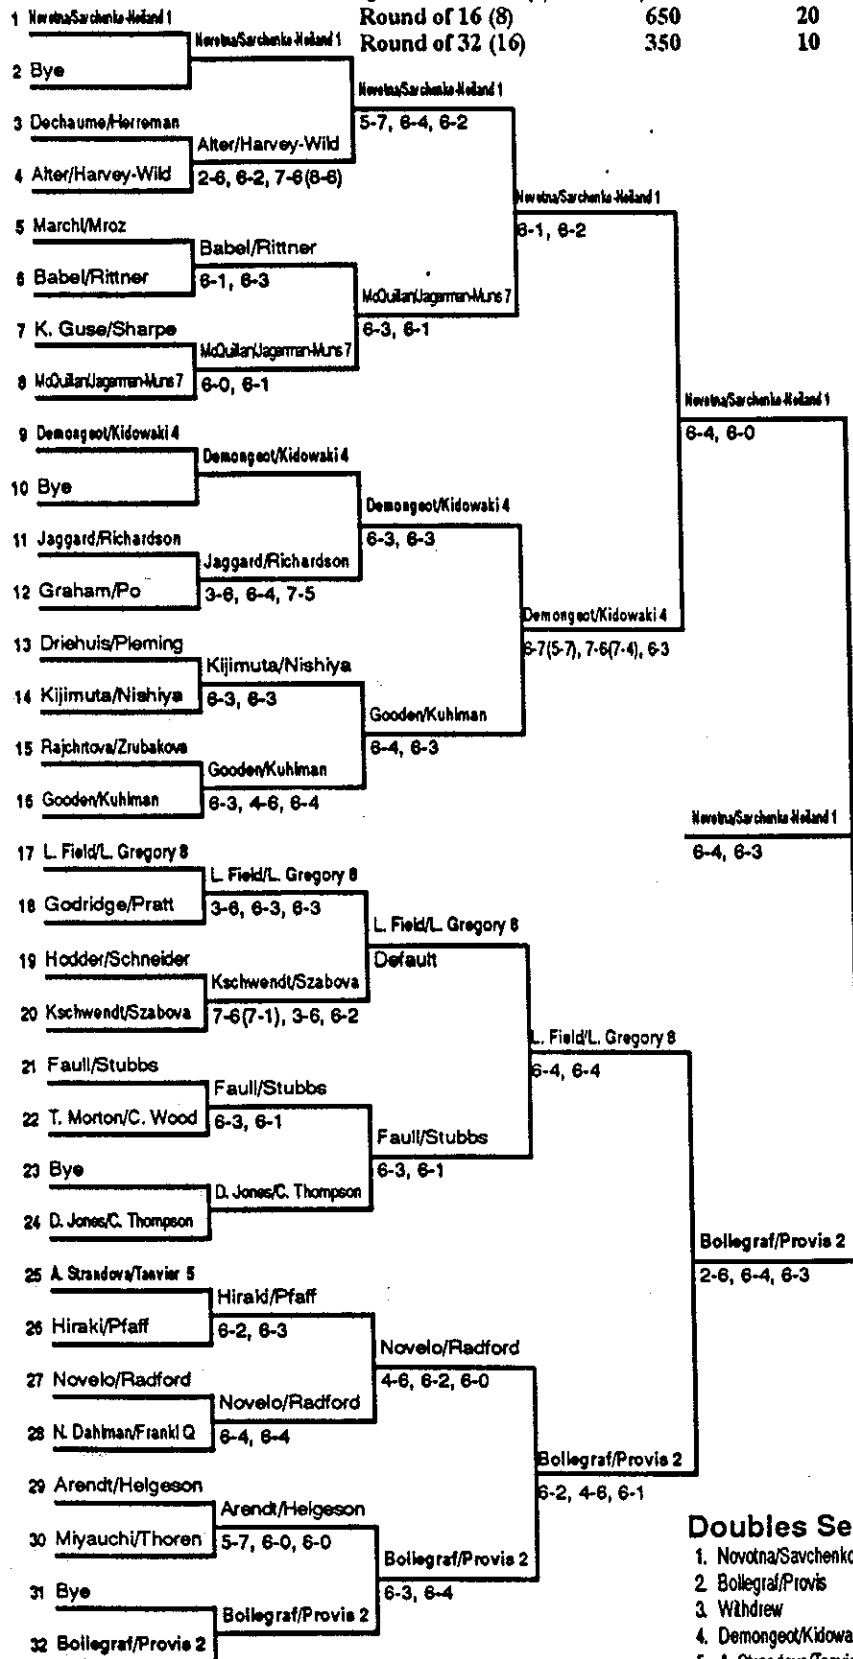 Round of 16 (8) 650 20
Round of 32 (16) 350 10
1 Novotna/Sarchenko-Neiland 1
Novotna/Sarchenko-Neiland 1
2 Bye
Novotna/Sarchenko-Neiland 1
5-7, 6-4, 6-2
3 Dechaume/Herreman
Alter/Harvey-Wild
4 Alter/Harvey-Wild
2-6, 6-2, 7-6(8-6)
Novotna/Sarchenko-Neiland 1
6-1, 6-2
5 Marchl/Mroz
Babel/Rittner
6 Babel/Rittner
6-1, 6-3
McQuillan/Jagerman-Muns 7
6-3, 6-1
7 K. Guse/Sharpe
McQuillan/Jagerman-Muns 7
8 McQuillan/Jagerman-Muns 7
6-0, 6-1
Novotna/Sarchenko-Neiland 1
6-4, 6-0
9 Demongeot/Kidowaki 4
Demongeot/Kidowaki 4
10 Bye
Demongeot/Kidowaki 4
6-3, 6-3
11 Jaggard/Richardson
Jaggard/Richardson
12 Graham/Po
3-6, 6-4, 7-5
Demongeot/Kidowaki 4
6-7(5-7), 7-6(7-4), 6-3
13 Driehuis/Pleming
Kijimuta/Nishiya
14 Kijimuta/Nishiya
6-3, 6-3
Gooden/Kuhlman
6-4, 6-3
15 Rajchrtova/Zrubakova
Gooden/Kuhlman
16 Gooden/Kuhlman
6-3, 4-6, 6-4
Novotna/Sarchenko-Neiland 1
6-4, 6-3
17 L. Field/L. Gregory 8
L. Field/L. Gregory 8
18 Godridge/Pratt
3-6, 6-3, 6-3
L. Field/L. Gregory 8
Default
19 Hodder/Schneider
Kschwendt/Szabova
20 Kschwendt/Szabova
7-6(7-1), 3-6, 6-2
L. Field/L. Gregory 8
6-4, 6-4
21 Faull/Stubbs
Faull/Stubbs
22 T. Morton/C. Wood
6-3, 6-1
Faull/Stubbs
6-3, 6-1
23 Bye
D. Jones/C. Thompson
24 D. Jones/C. Thompson
Bollegraf/Provis 2
2-6, 6-4, 6-3
25 A. Strandova/Tanvier 5
Hiraki/Pfaff
26 Hiraki/Pfaff
6-2, 6-3
Novelo/Radford
4-6, 6-2, 6-0
27 Novelo/Radford
Novelo/Radford
28 N. Dahlman/Frankl Q
6-4, 6-4
Bollegraf/Provis 2
6-2, 4-6, 6-1
29 Arendt/Helgeson
Arendt/Helgeson
30 Miyauchi/Thoren
5-7, 6-0, 6-0
Bollegraf/Provis 2
6-3, 6-4
31 Bye
Bollegraf/Provis 2
32 Bollegraf/Provis 2
Doubles Se
1. Novotna/Savchenko
2. Bollegraf/Provis
3. Withdrew
4. Demongeot/Kidowa